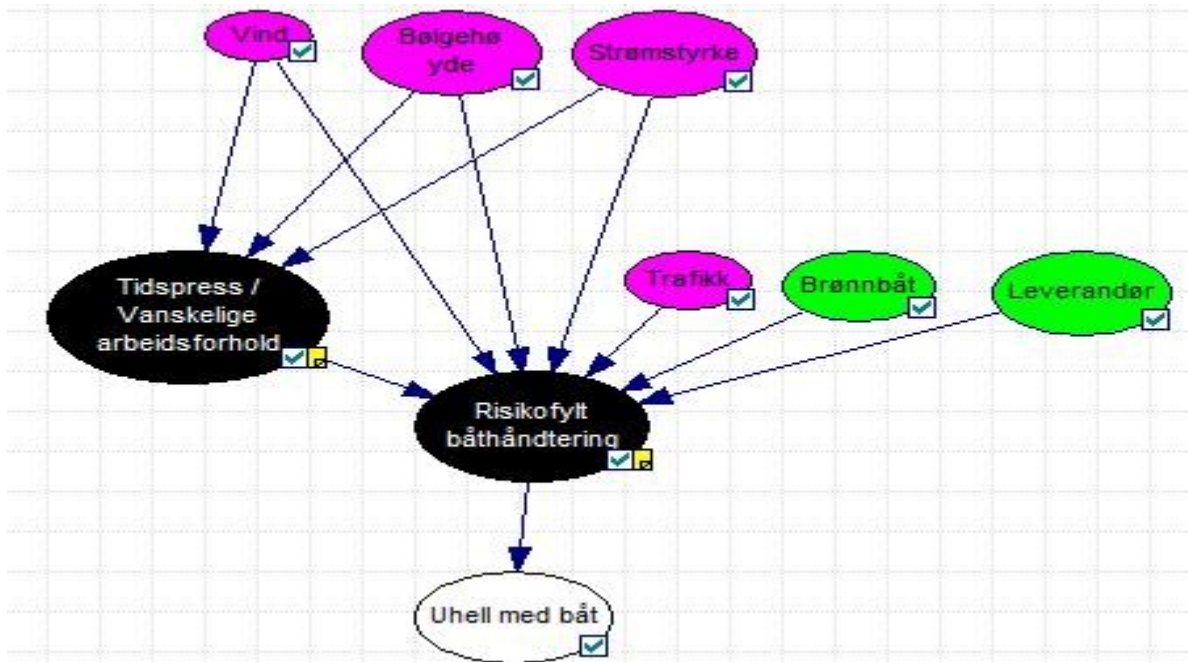 Vind
Bølgehø
yde
Strømstyrke
Tidspress /
Vanskelige
arbeidsforhold
Trafikk
Brønnbåt
Leverandør
Risikofylt
båthåndtering
Uhell med båt